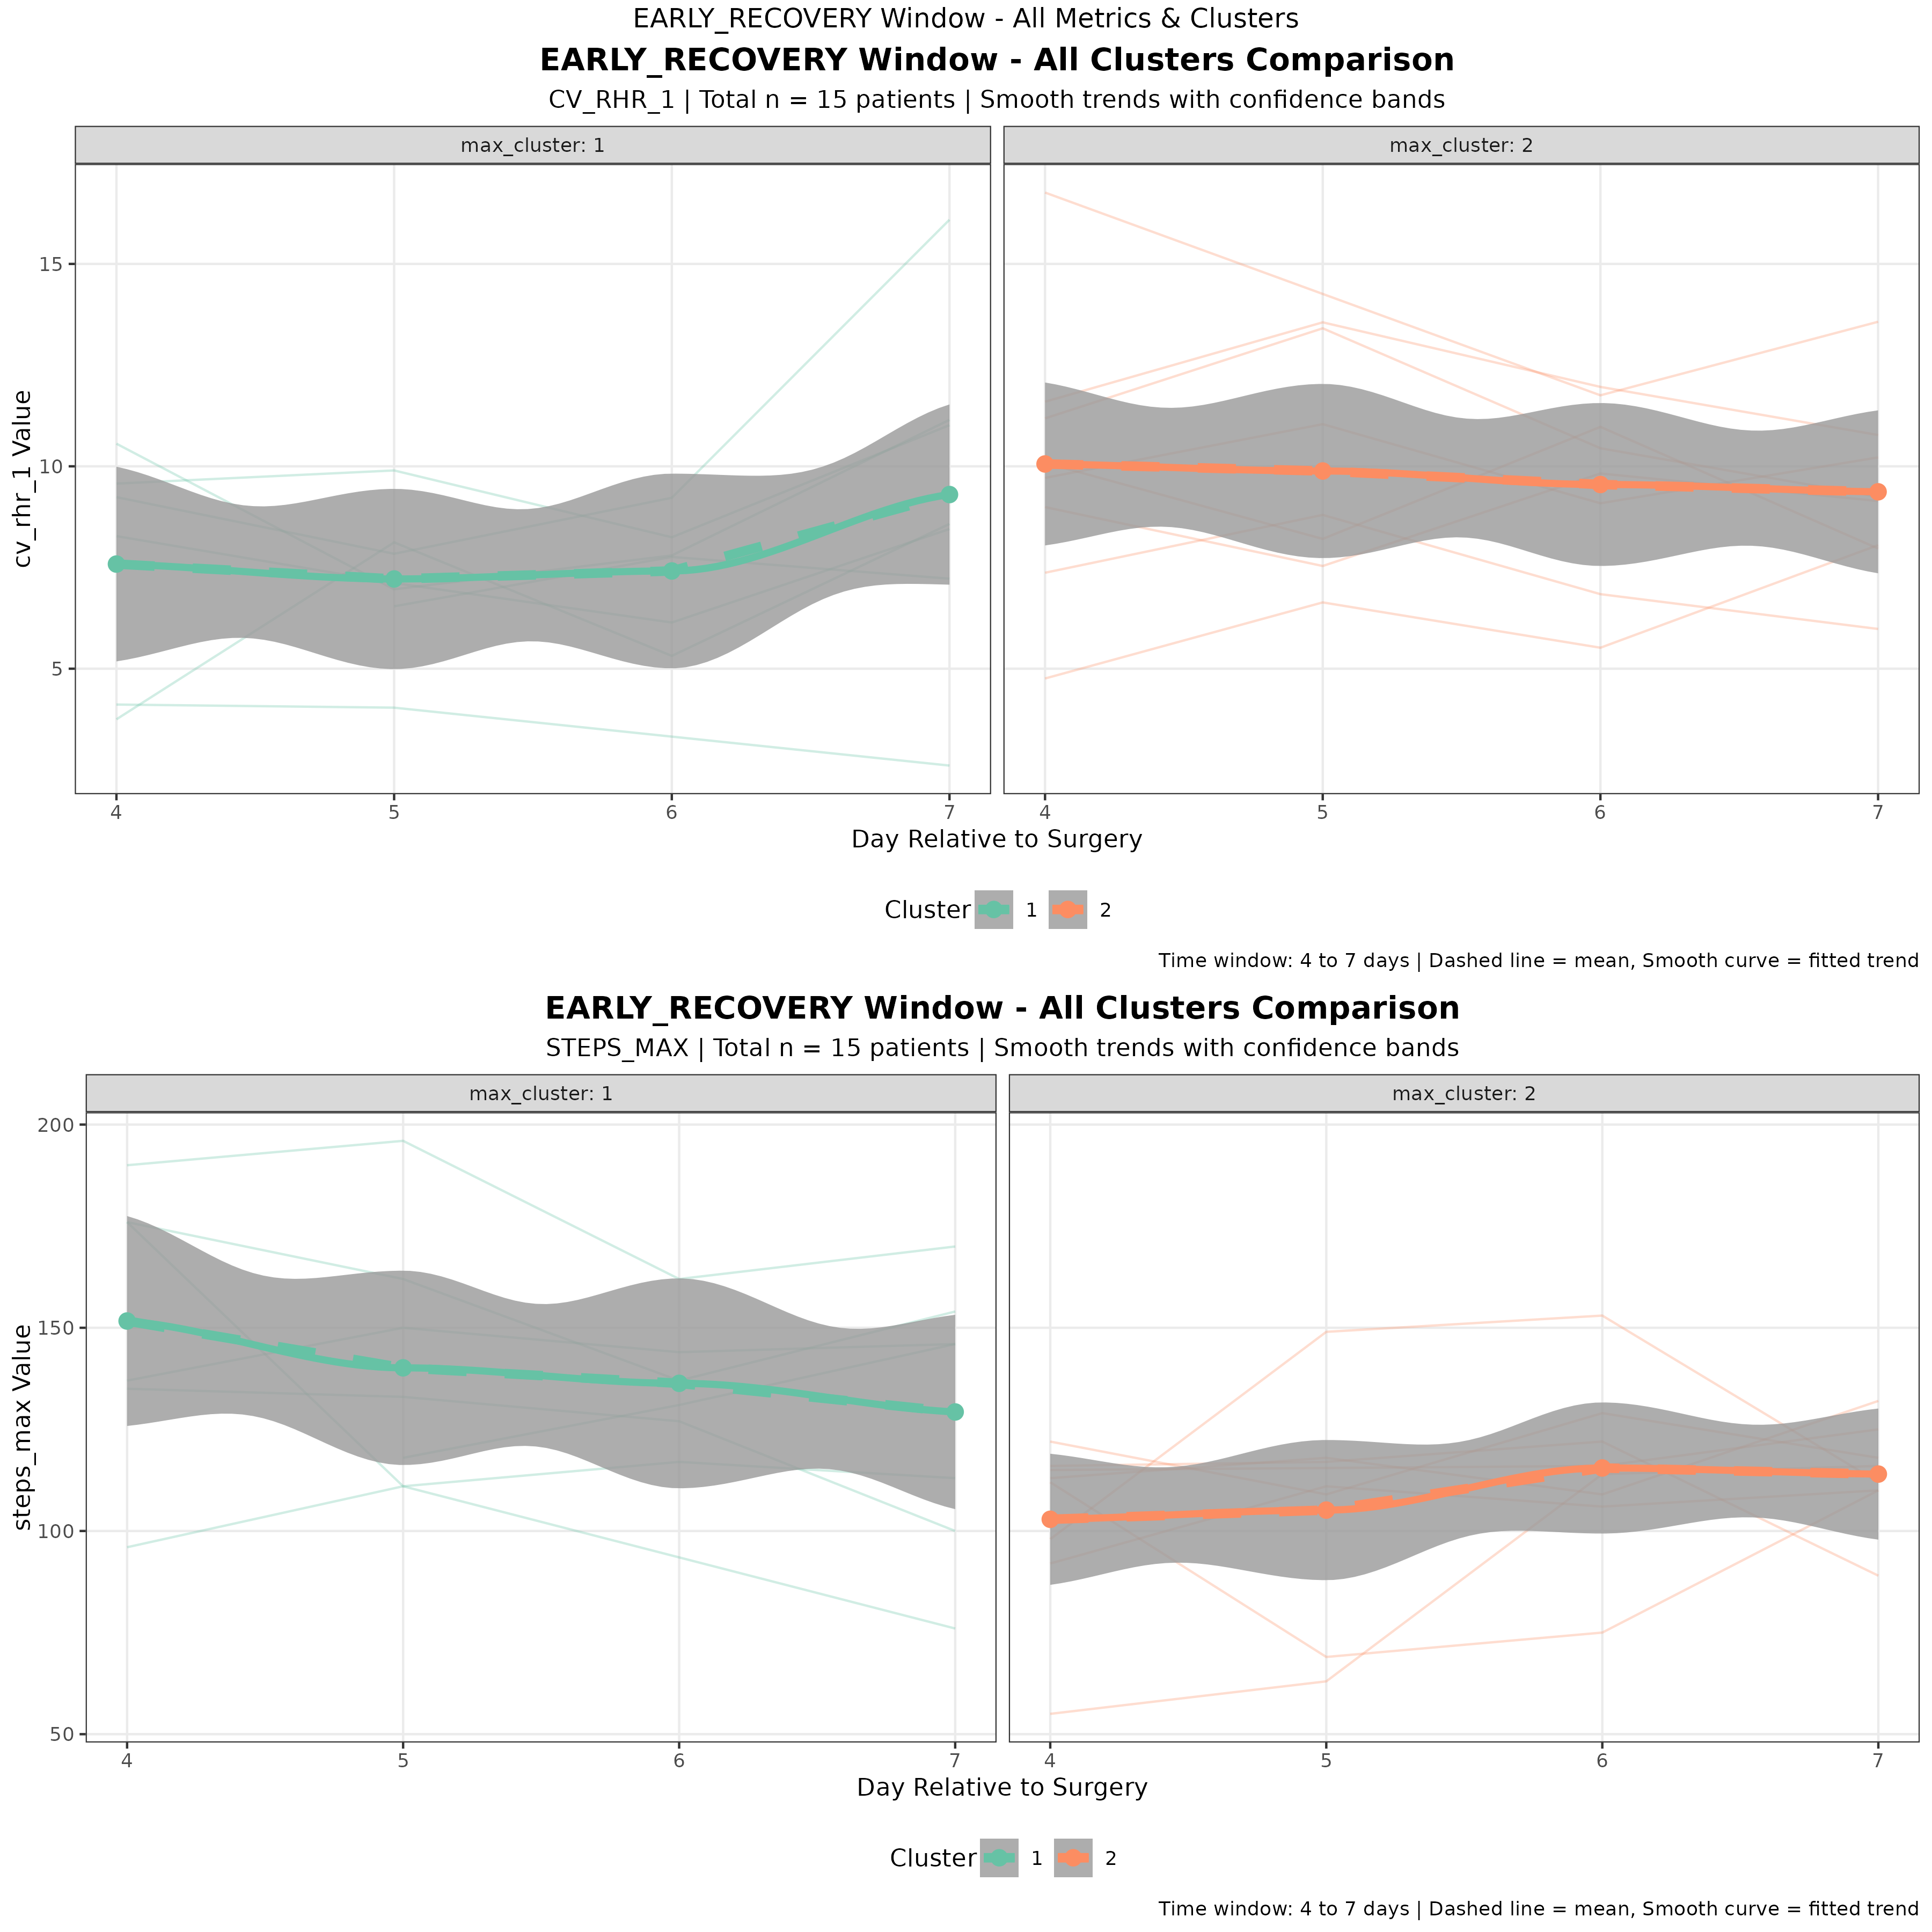 EARLY_RECOVERY Window - All Metrics & Clusters
EARLY_RECOVERY Window - All Clusters Comparison
CV_RHR_1 | Total n = 15 patients | Smooth trends with confidence bands
max_cluster: 1
max_cluster: 2
cv_rhr_1 Value
15
10
5
4 5 6 7
4 5 6 7
Day Relative to Surgery
Cluster 1 2
Time window: 4 to 7 days | Dashed line = mean, Smooth curve = fitted trend
EARLY_RECOVERY Window - All Clusters Comparison
STEPS_MAX | Total n = 15 patients | Smooth trends with confidence bands
max_cluster: 1
max_cluster: 2
steps_max Value
200
150
100
50
4 5 6 7
4 5 6 7
Day Relative to Surgery
Cluster 1 2
Time window: 4 to 7 days | Dashed line = mean, Smooth curve = fitted trend